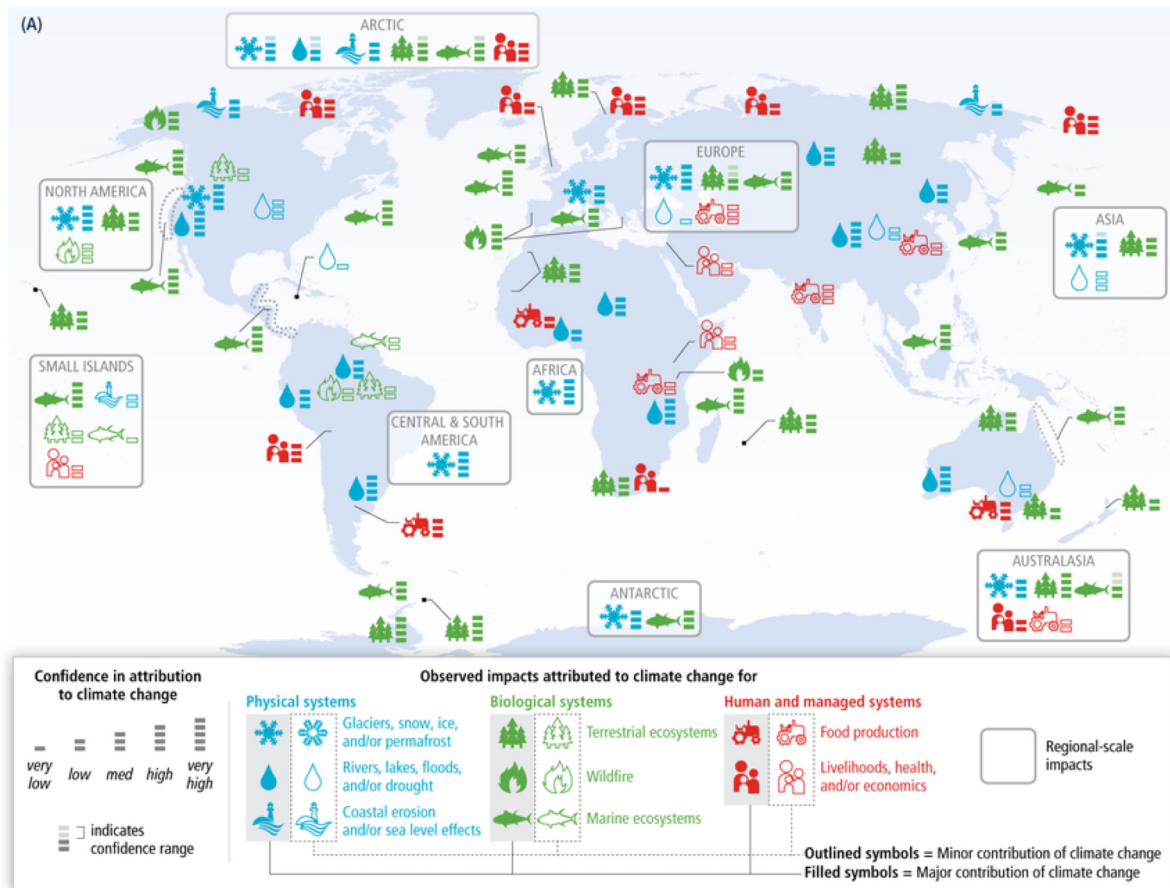 (A)
ARCTIC
NORTH AMERICA
EUROPE
ASIA
SMALL ISLANDS
AFRICA
CENTRAL & SOUTH
AMERICA
ANTARCTIC
AUSTRALASIA
Confidence in attribution
to climate change
very
low
low
med
high
very
high
indicates
confidence range
Observed impacts attributed to climate change for
Physical systems
Glaciers, snow, ice,
and/or permafrost
Rivers, lakes, floods,
and/or drought
Coastal erosion
and/or sea level effects
Biological systems
Terrestrial ecosystems
Wildfire
Marine ecosystems
Human and managed systems
Food production
Livelihoods, health,
and/or economics
Regional-scale
impacts
Outlined symbols = Minor contribution of climate change
Filled symbols = Major contribution of climate change